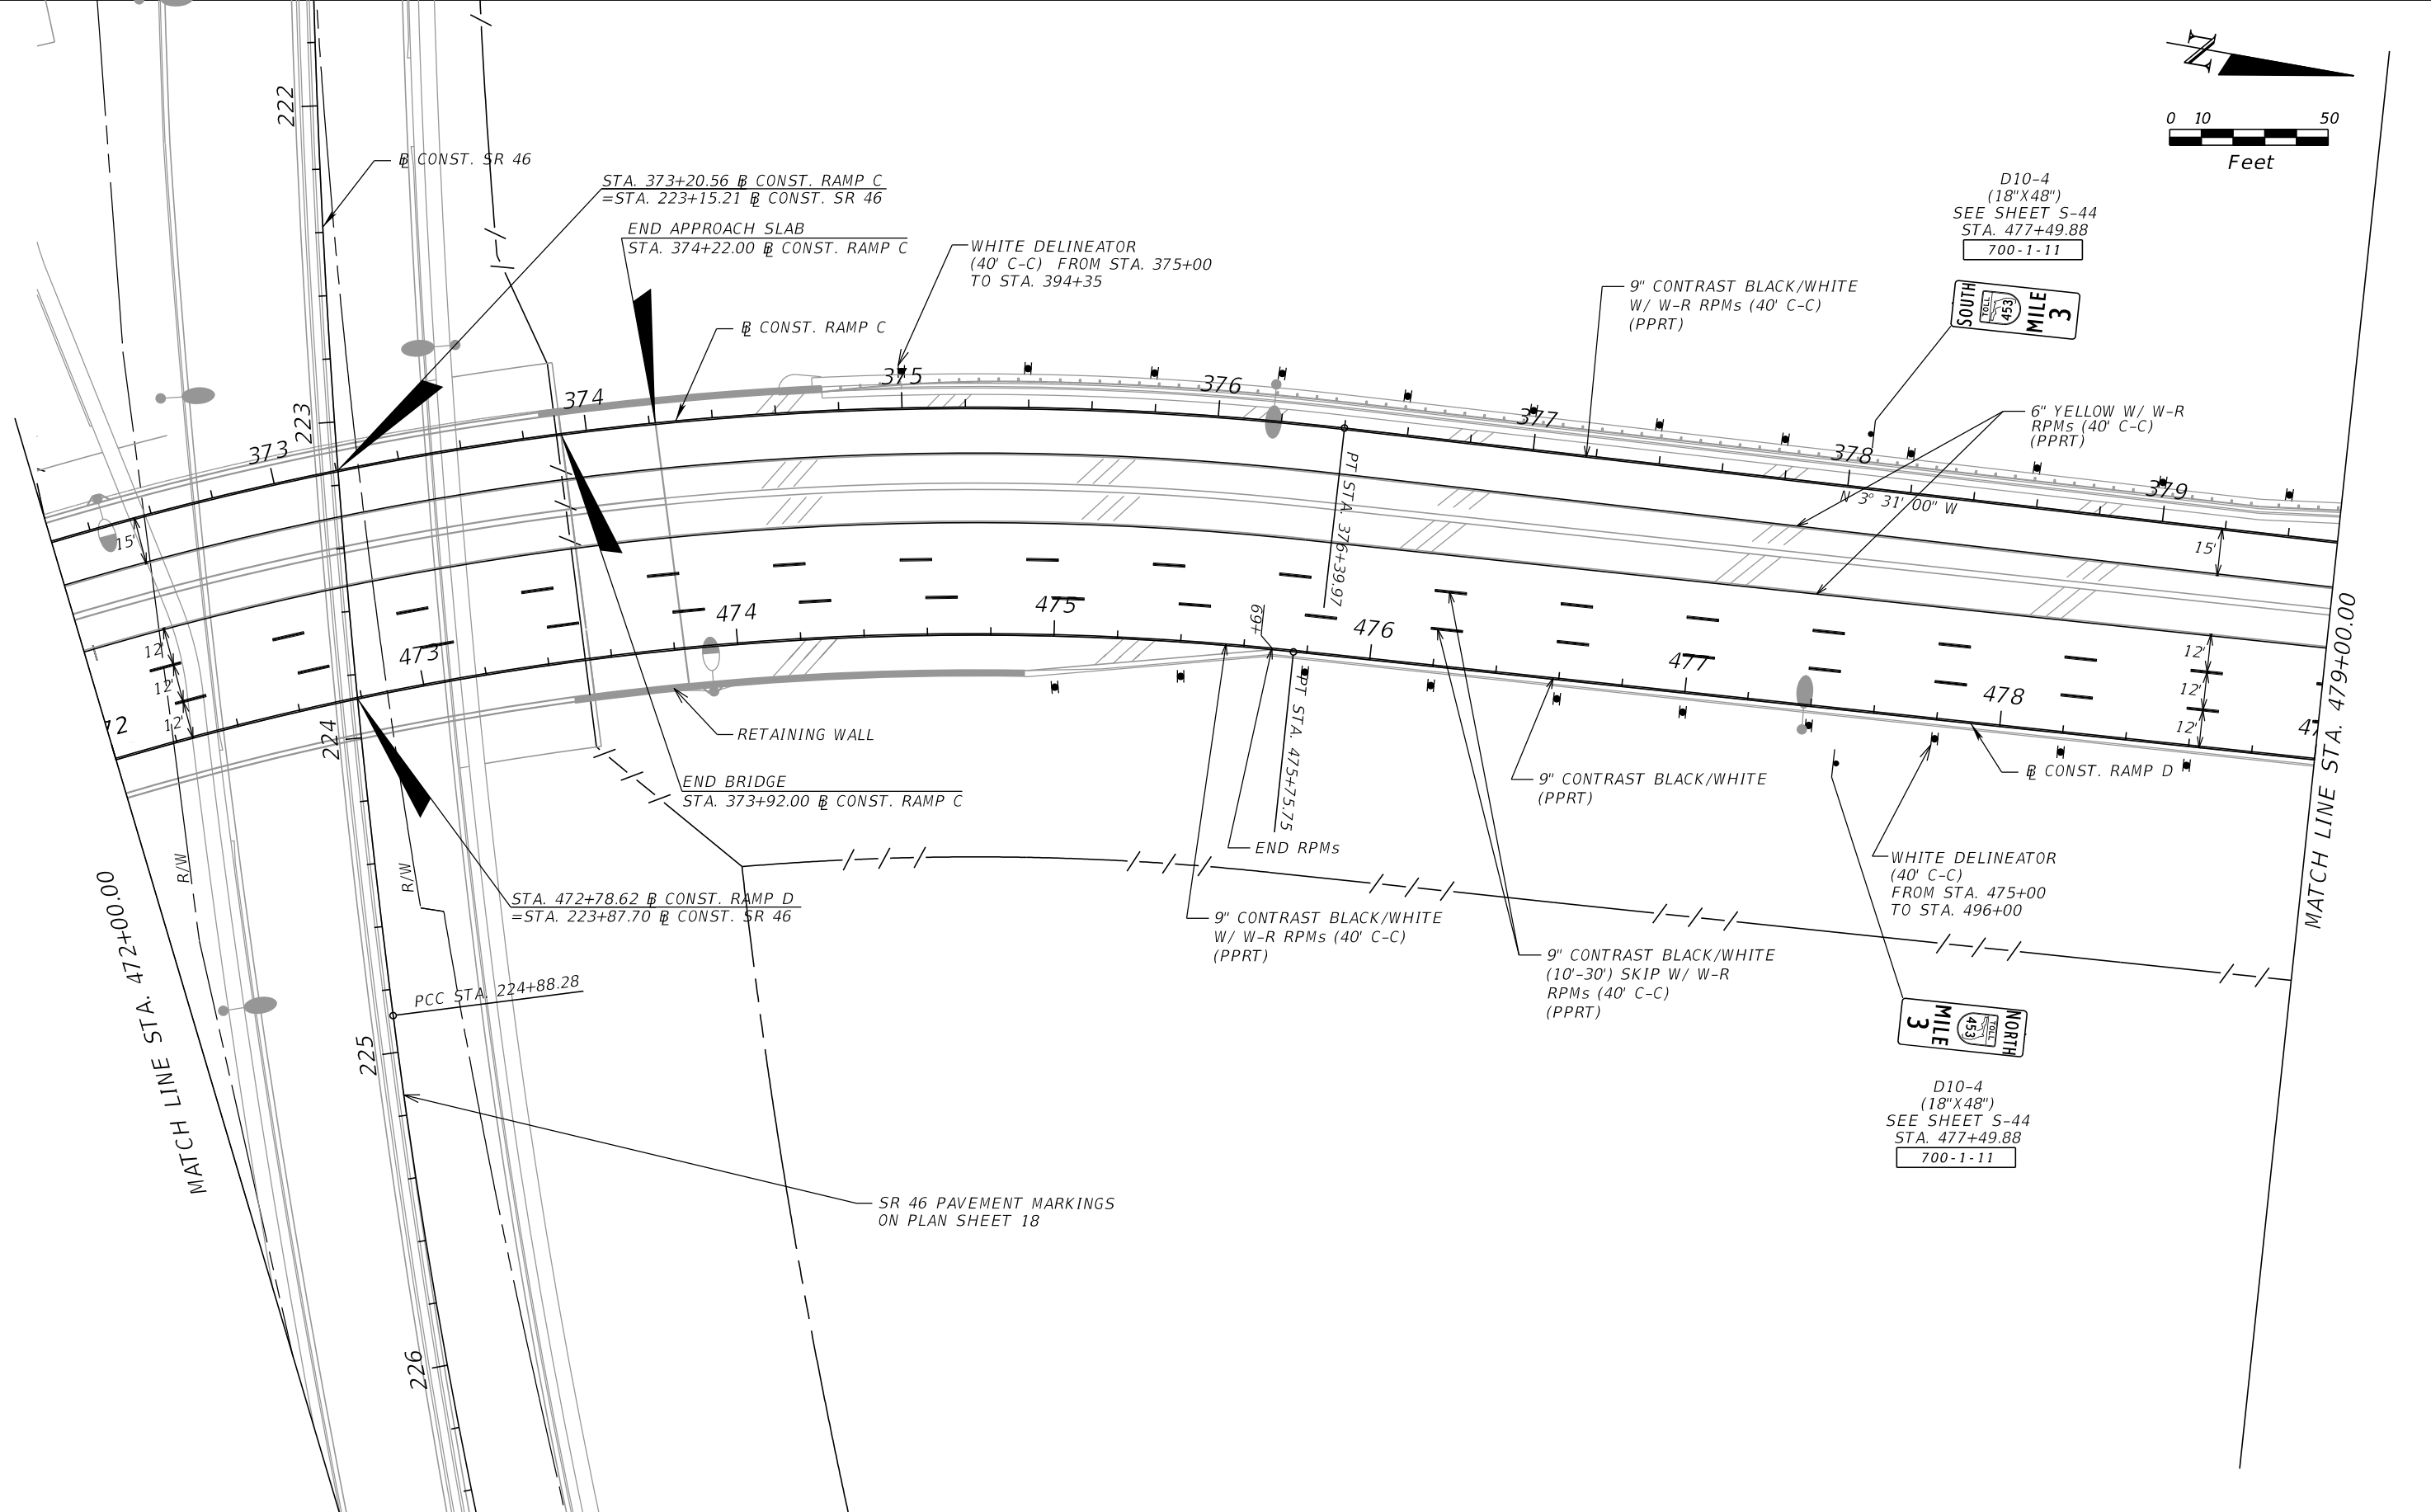 N
0 10 50
Feet
222
℄ CONST. SR 46
STA. 373+20.56 ℄ CONST. RAMP C
=STA. 223+15.21 ℄ CONST. SR 46
END APPROACH SLAB
STA. 374+22.00 ℄ CONST. RAMP C
WHITE DELINEATOR
(40' C-C) FROM STA. 375+00
TO STA. 394+35
℄ CONST. RAMP C
9" CONTRAST BLACK/WHITE
W/ W-R RPMs (40' C-C)
(PPRT)
D10-4
(18"X48")
SEE SHEET S-44
STA. 477+49.88
700-1-11
SOUTH
TOLL
453
MILE
3
6" YELLOW W/ W-R
RPMs (40' C-C)
(PPRT)
223
373
374
375
376
377
378
379
N 3° 31' 00" W
PT STA. 376+39.97
15'
15'
12'
12'
12'
12'
12'
12'
72
473
474
475
476
477
478
47
+69
PT STA. 475+75.75
224
RETAINING WALL
END BRIDGE
STA. 373+92.00 ℄ CONST. RAMP C
9" CONTRAST BLACK/WHITE
(PPRT)
℄ CONST. RAMP D
END RPMs
R/W
R/W
MATCH LINE STA. 472+00.00
MATCH LINE STA. 479+00.00
STA. 472+78.62 ℄ CONST. RAMP D
=STA. 223+87.70 ℄ CONST. SR 46
WHITE DELINEATOR
(40' C-C)
FROM STA. 475+00
TO STA. 496+00
9" CONTRAST BLACK/WHITE
W/ W-R RPMs (40' C-C)
(PPRT)
9" CONTRAST BLACK/WHITE
(10'-30') SKIP W/ W-R
RPMs (40' C-C)
(PPRT)
PCC STA. 224+88.28
225
NORTH
TOLL
453
MILE
3
D10-4
(18"X48")
SEE SHEET S-44
STA. 477+49.88
700-1-11
SR 46 PAVEMENT MARKINGS
ON PLAN SHEET 18
226